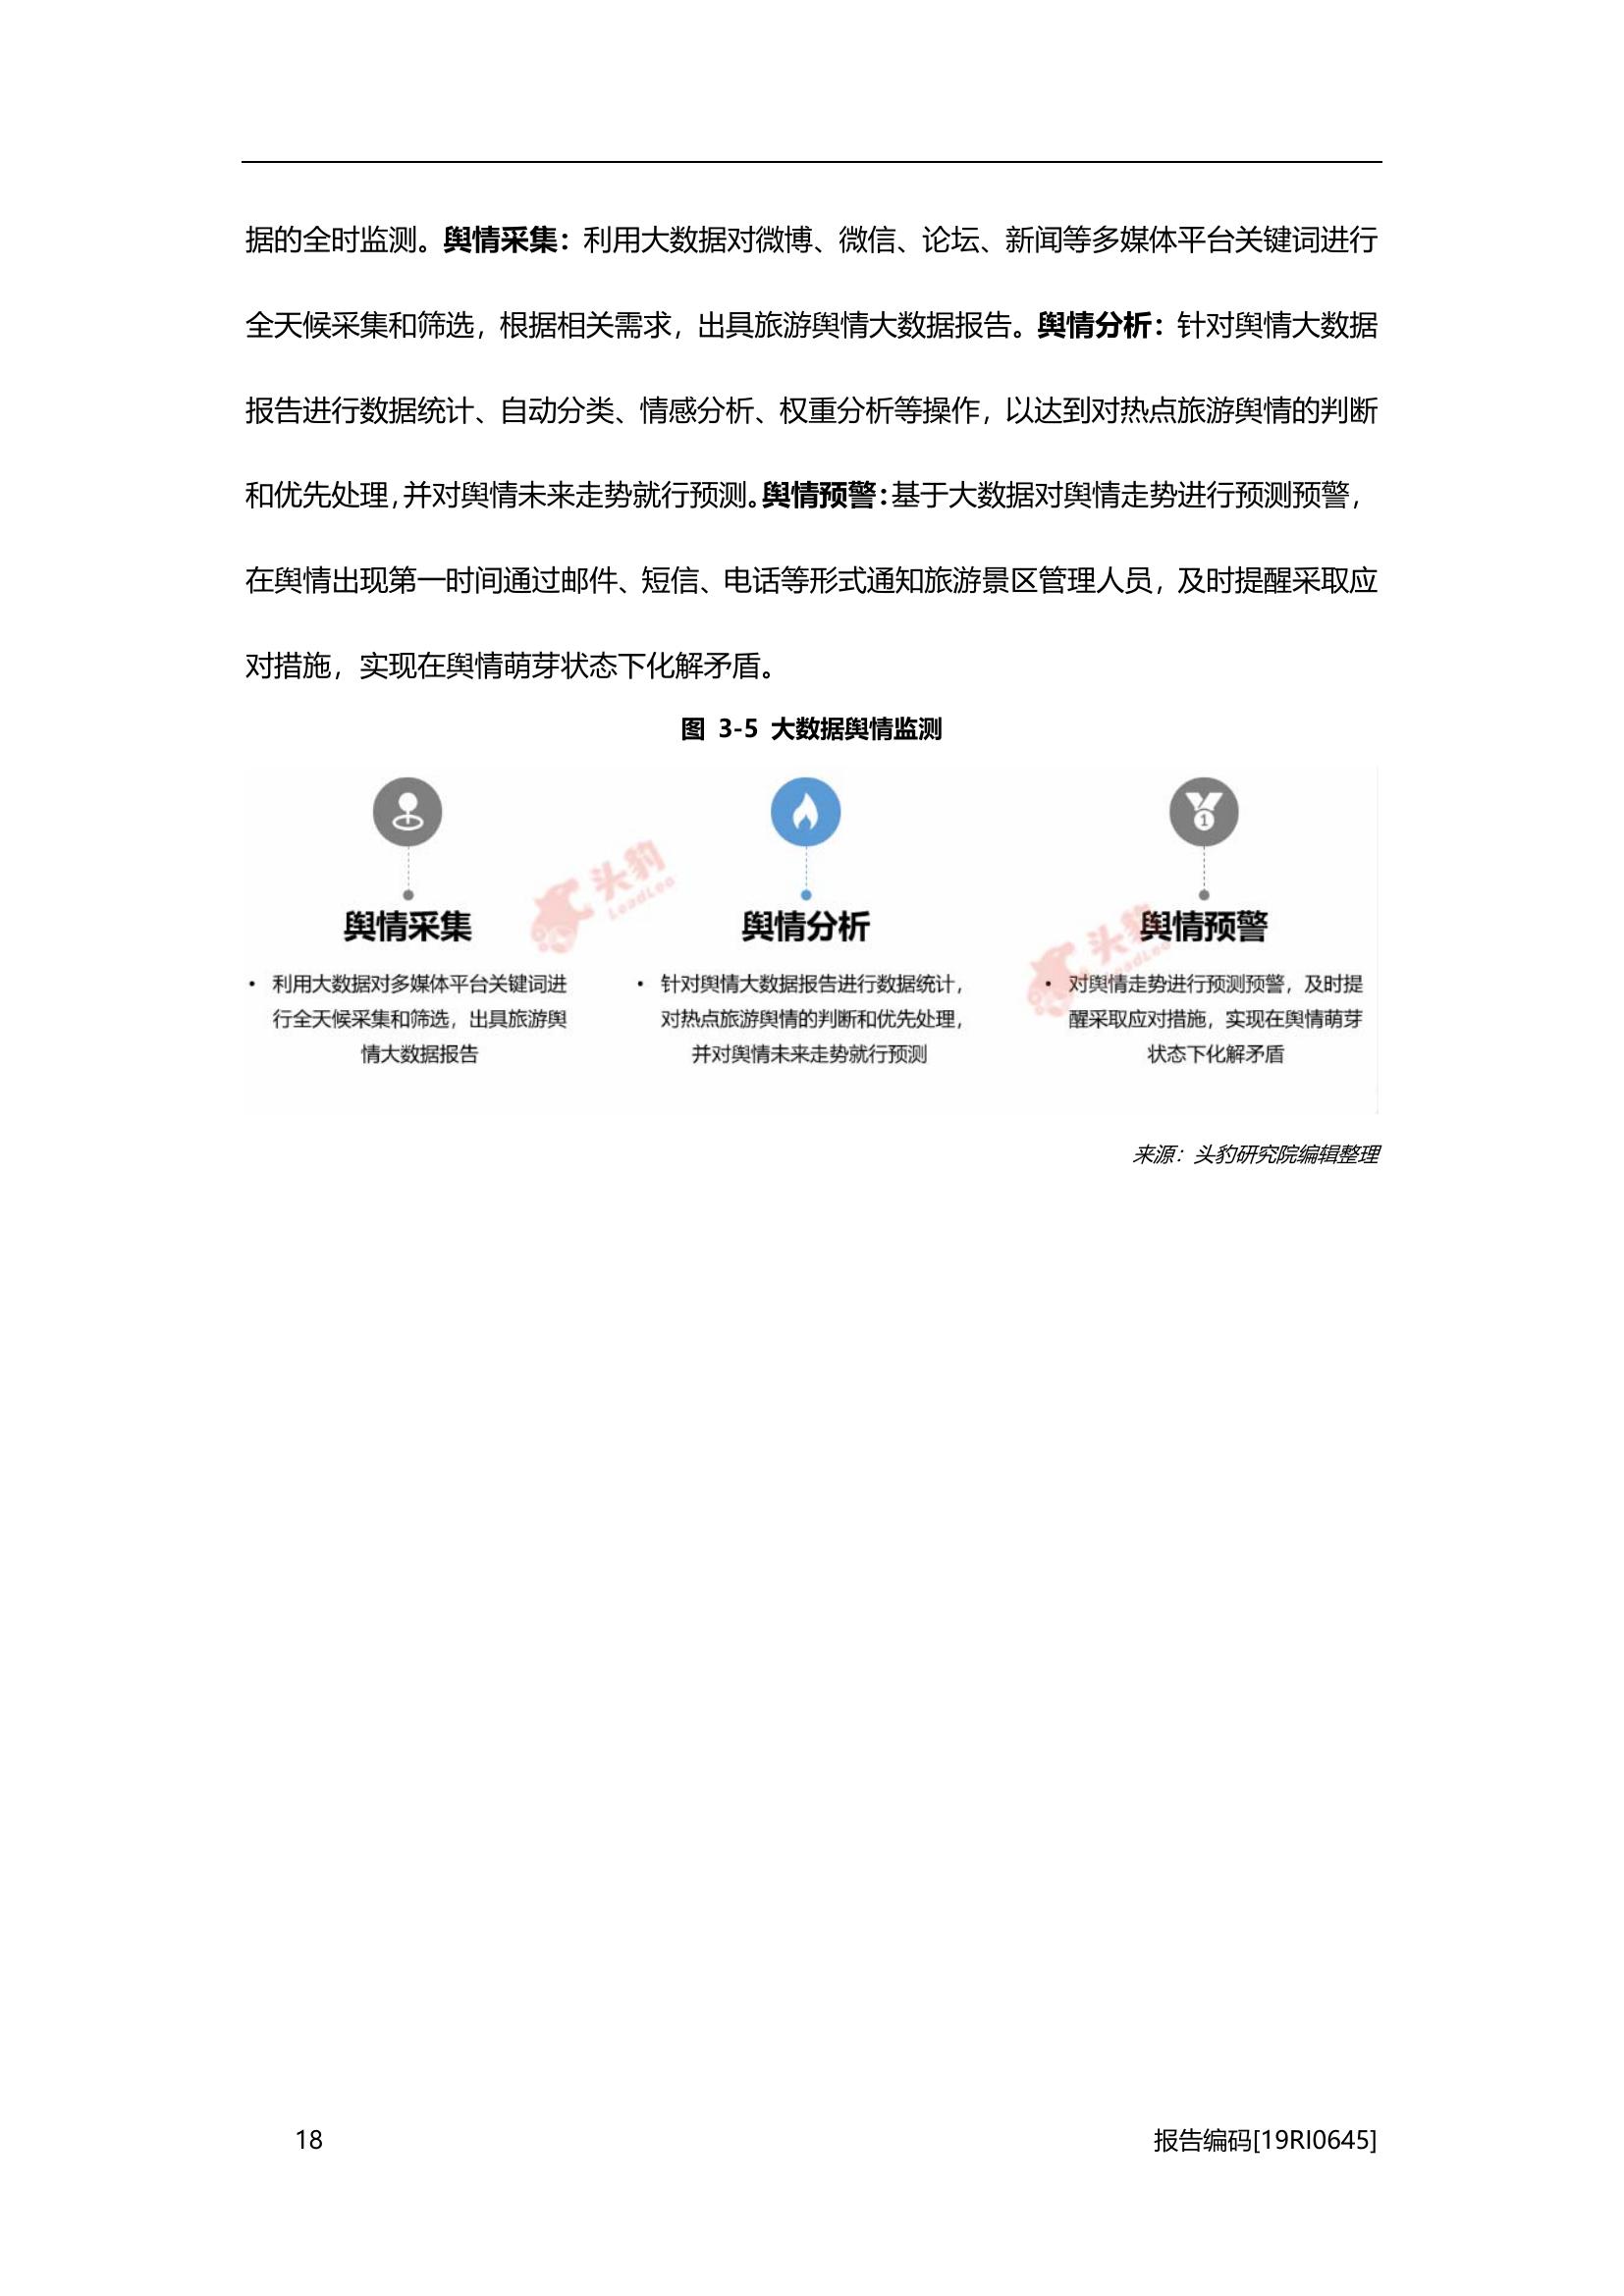 据的全时监测。舆情采集：利用大数据对微博、微信、论坛、新闻等多媒体平台关键词进行
全天候采集和筛选，根据相关需求，出具旅游舆情大数据报告。舆情分析：针对舆情大数据
报告进行数据统计、自动分类、情感分析、权重分析等操作，以达到对热点旅游舆情的判断
和优先处理，并对舆情未来走势就行预测。舆情预警：基于大数据对舆情走势进行预测预警，
在舆情出现第一时间通过邮件、短信、电话等形式通知旅游景区管理人员，及时提醒采取应
对措施，实现在舆情萌芽状态下化解矛盾。
图 3-5 大数据舆情监测
1
头豹
LeadLeo
舆情采集
• 利用大数据对多媒体平台关键词进
行全天候采集和筛选，出具旅游舆
情大数据报告
舆情分析
• 针对舆情大数据报告进行数据统计，
对热点旅游舆情的判断和优先处理，
并对舆情未来走势就行预测
头豹
LeadLeo
舆情预警
• 对舆情走势进行预测预警，及时提
醒采取应对措施，实现在舆情萌芽
状态下化解矛盾
来源：头豹研究院编辑整理
18
报告编码[19RI0645]